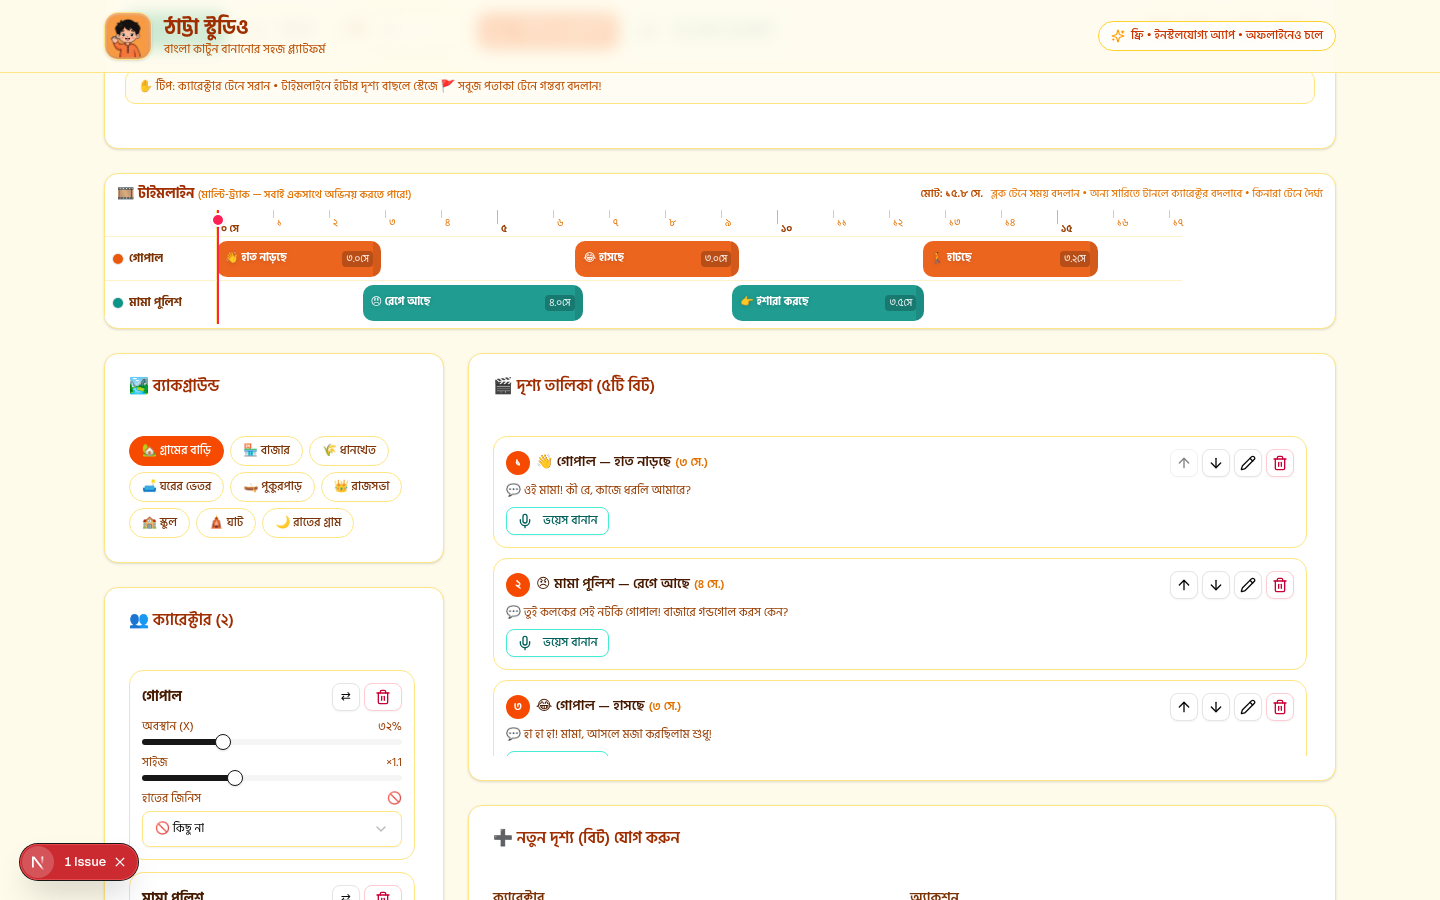 ঠাট্টা স্টুডিও
বাংলা কার্টুন বানানোর সহজ প্ল্যাটফর্ম
ফ্রি • ইনস্টলযোগ্য অ্যাপ • অফলাইনেও চলে
✋ টিপ: ক্যারেক্টার টেনে সরান • টাইমলাইনে হাঁটার দৃশ্য বাছলে স্টেজে 🚩 সবুজ পতাকা টেনে গন্তব্য বদলান!
🎞️ টাইমলাইন (মাল্টি-ট্র্যাক — সবাই একসাথে অভিনয় করতে পারে!)
মোট: ১৫.৮ সে. ব্লক টেনে সময় বদলান • অন্য সারিতে টানলে ক্যারেক্টার বদলাবে • কিনারা টেনে দৈর্ঘ্য
০ সে ১ ২ ৩ ৪ ৫ ৬ ৭ ৮ ৯ ১০ ১১ ১২ ১৩ ১৪ ১৫ ১৬ ১৭
গোপাল
👋 হাত নাড়ছে ৩.০সে
😂 হাসছে ৩.০সে
🚶 হাঁটছে ৩.২সে
মামা পুলিশ
😠 রেগে আছে ৪.০সে
👉 ইশারা করছে ৩.৫সে
🏞️ ব্যাকগ্রাউন্ড
🏡 গ্রামের বাড়ি
🏪 বাজার
🌾 ধানখেত
🛋️ ঘরের ভেতর
🛶 পুকুরপাড়
👑 রাজসভা
🏫 স্কুল
🛕 ঘাট
🌙 রাতের গ্রাম
👥 ক্যারেক্টার (২)
গোপাল
⇄
অবস্থান (X) ৩২%
সাইজ ×1.1
হাতের জিনিস 🚫
🚫 কিছু না
মামা পুলিশ
⇄
🎬 দৃশ্য তালিকা (৫টি বিট)
১ 👋 গোপাল — হাত নাড়ছে (৩ সে.)
💬 ওই মামা! কী রে, কাজে ধরলি আমারে?
ভয়েস বানান
২ 😠 মামা পুলিশ — রেগে আছে (৪ সে.)
💬 তুই কলকের সেই নটকি গোপাল! বাজারে গন্ডগোল করস কেন?
ভয়েস বানান
৩ 😂 গোপাল — হাসছে (৩ সে.)
💬 হা হা হা! মামা, আসলে মজা করছিলাম শুধু!
➕ নতুন দৃশ্য (বিট) যোগ করুন
ক্যারেক্টার
অ্যাকশন
N 1 Issue